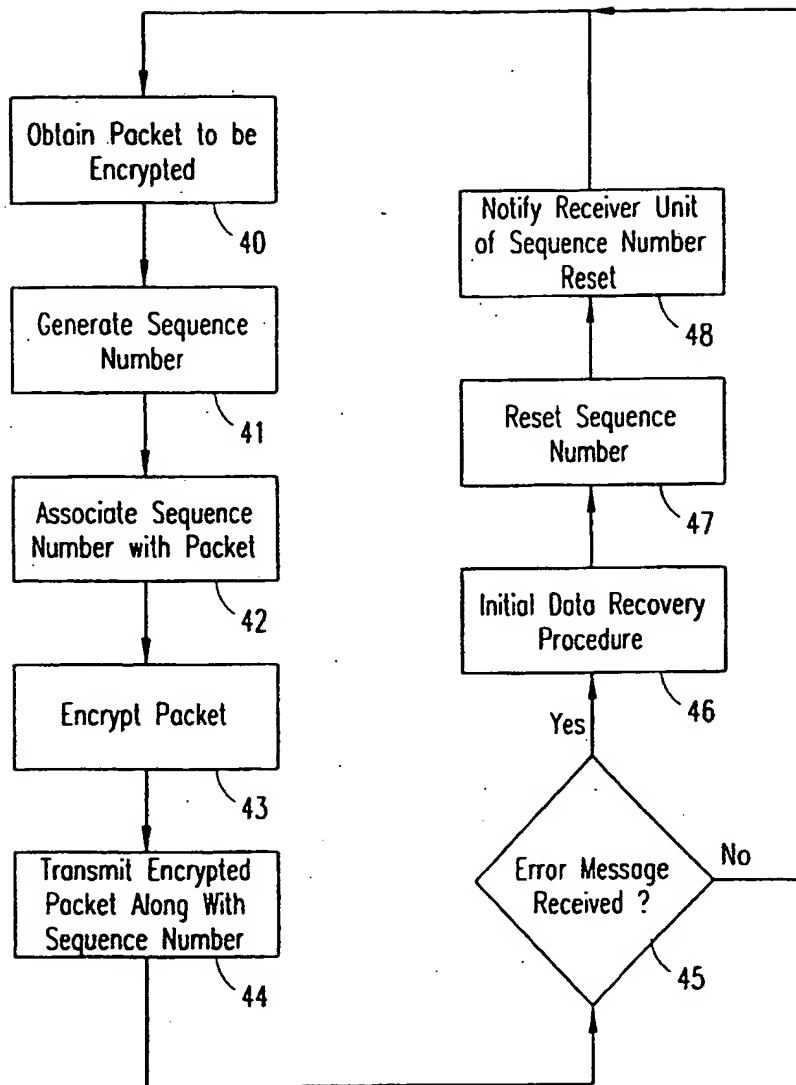 Obtain Packet to be
Encrypted
40
Generate Sequence
Number
41
Associate Sequence
Number with Packet
42
Encrypt Packet
43
Transmit Encrypted
Packet Along With
Sequence Number
44
Notify Receiver Unit
of Sequence Number
Reset
48
Reset Sequence
Number
47
Initial Data Recovery
Procedure
46
Yes
Error Message
Received ?
No
45